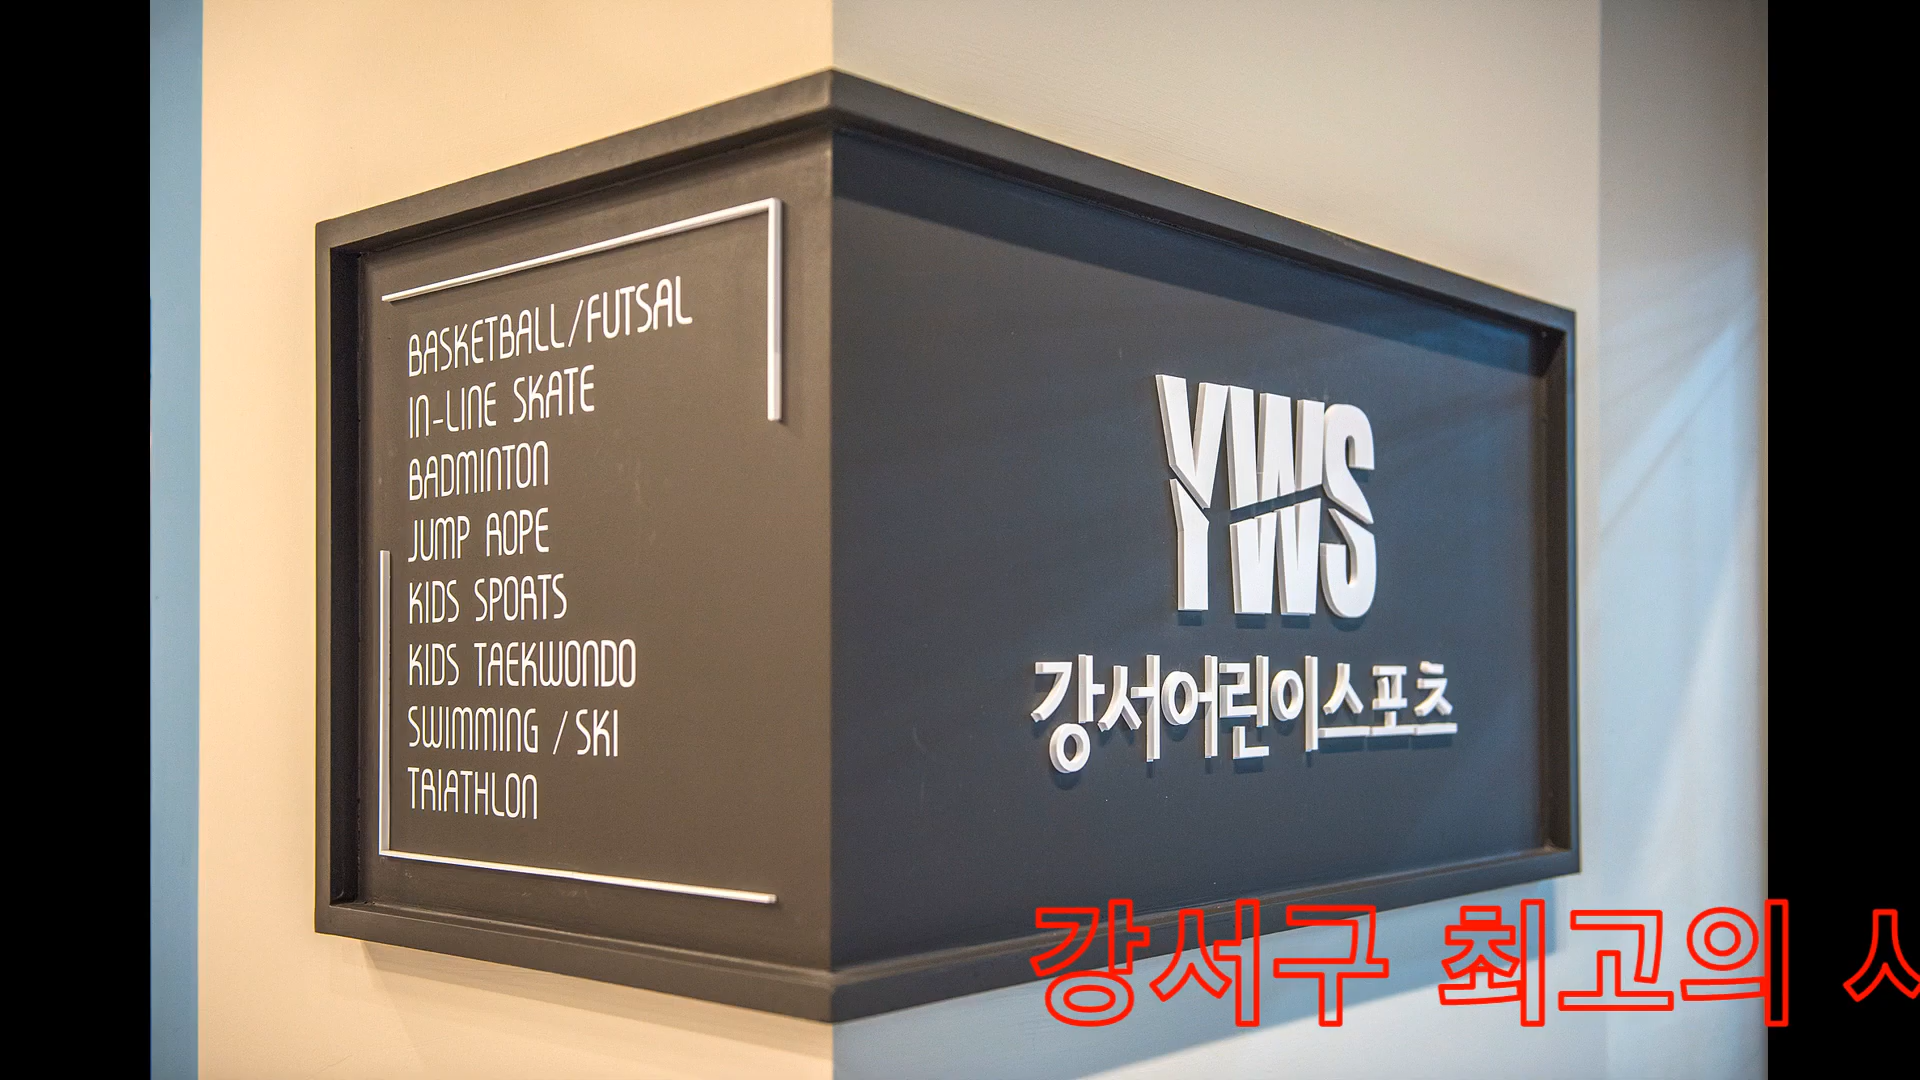 BASKETBALL/FUTSAL
IN-LINE SKATE
BADMINTON
JUMP ROPE
KIDS SPORTS
KIDS TAEKWONDO
SWIMMING / SKI
TRIATHLON
YWS
강서어린이스포츠
강서구 최고의